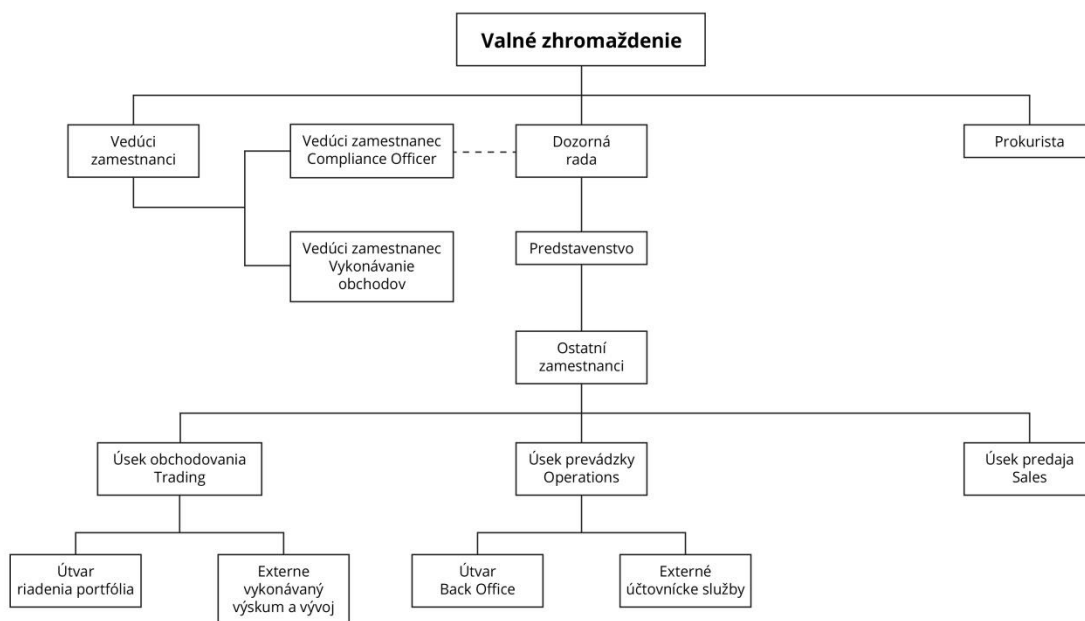 Valné zhromaždenie
Vedúci
zamestnanci
Vedúci zamestnanec
Compliance Officer
Dozorná
rada
Prokurista
Vedúci zamestnanec
Vykonávanie
obchodov
Predstavenstvo
Ostatní
zamestnanci
Úsek obchodovania
Trading
Úsek prevádzky
Operations
Úsek predaja
Sales
Útvar
riadenia portfólia
Externe
vykonávaný
výskum a vývoj
Útvar
Back Office
Externé
účtovnícke služby